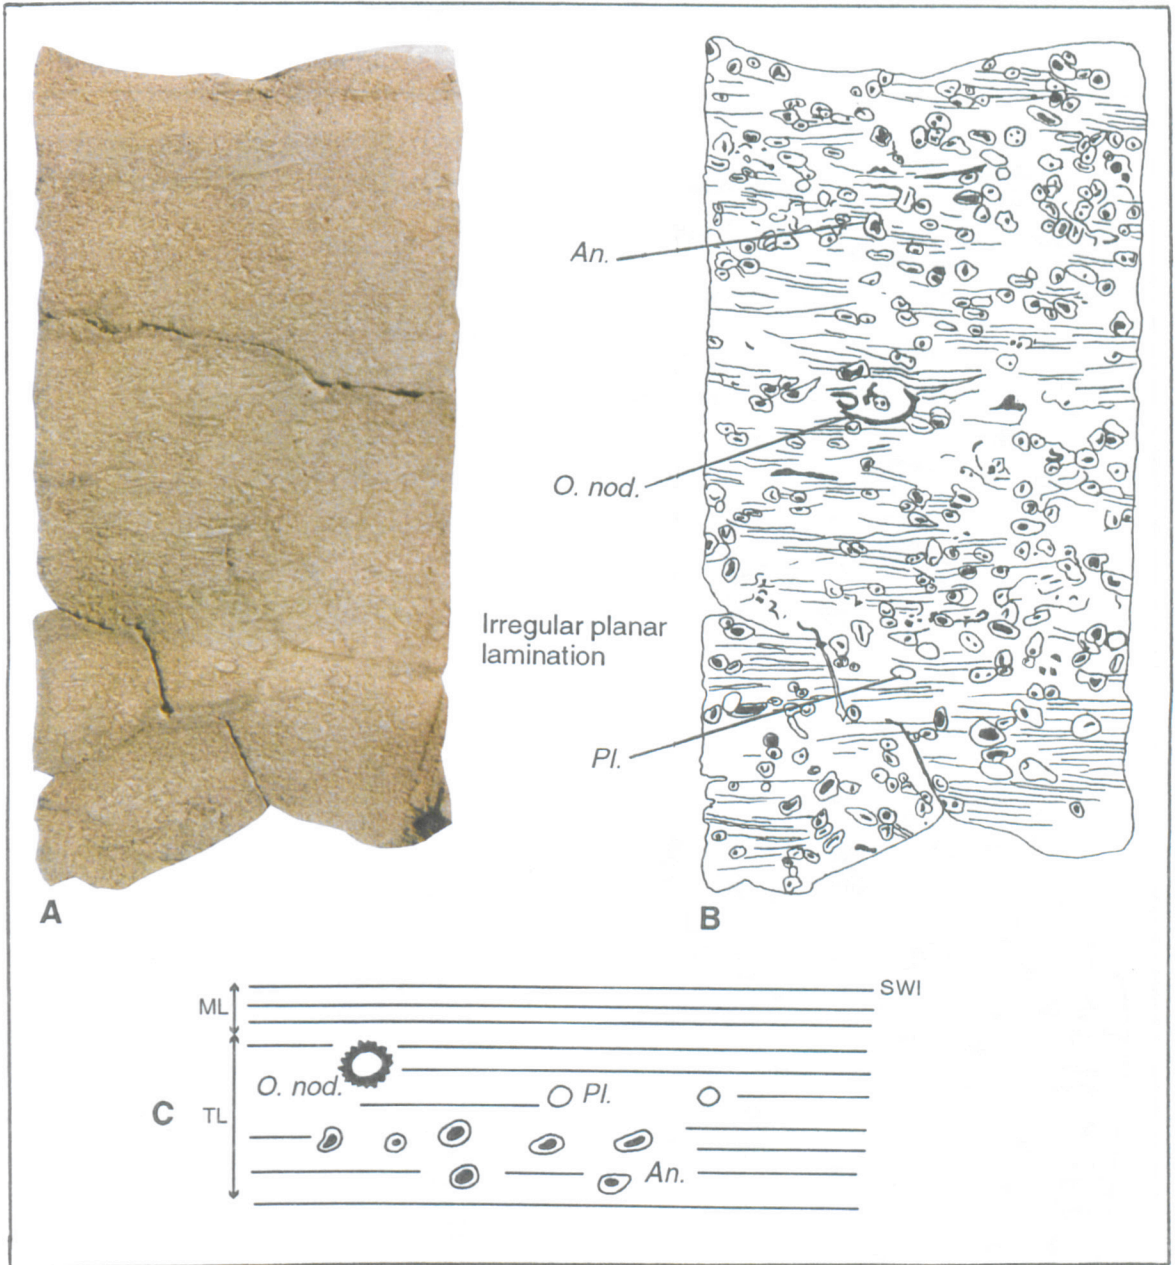 An.
O. nod.
Irregular planar
lamination
Pl.
A
B
SWI
ML
O. nod.
Pl.
C
TL
An.